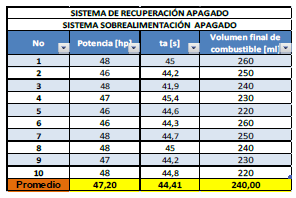 SISTEMA DE RECUPERACIÓN APAGADO
SISTEMA SOBREALIMENTACIÓN APAGADO
No Potencia [hp] ta [s] Volumen final de combustible [ml]
1 48 45 260
2 46 44,2 250
3 48 41,9 240
4 47 45,4 230
5 46 44,6 220
6 46 44,3 260
7 48 44,7 250
8 48 45 240
9 47 44,2 230
10 48 44,8 220
Promedio 47,20 44,41 240,00